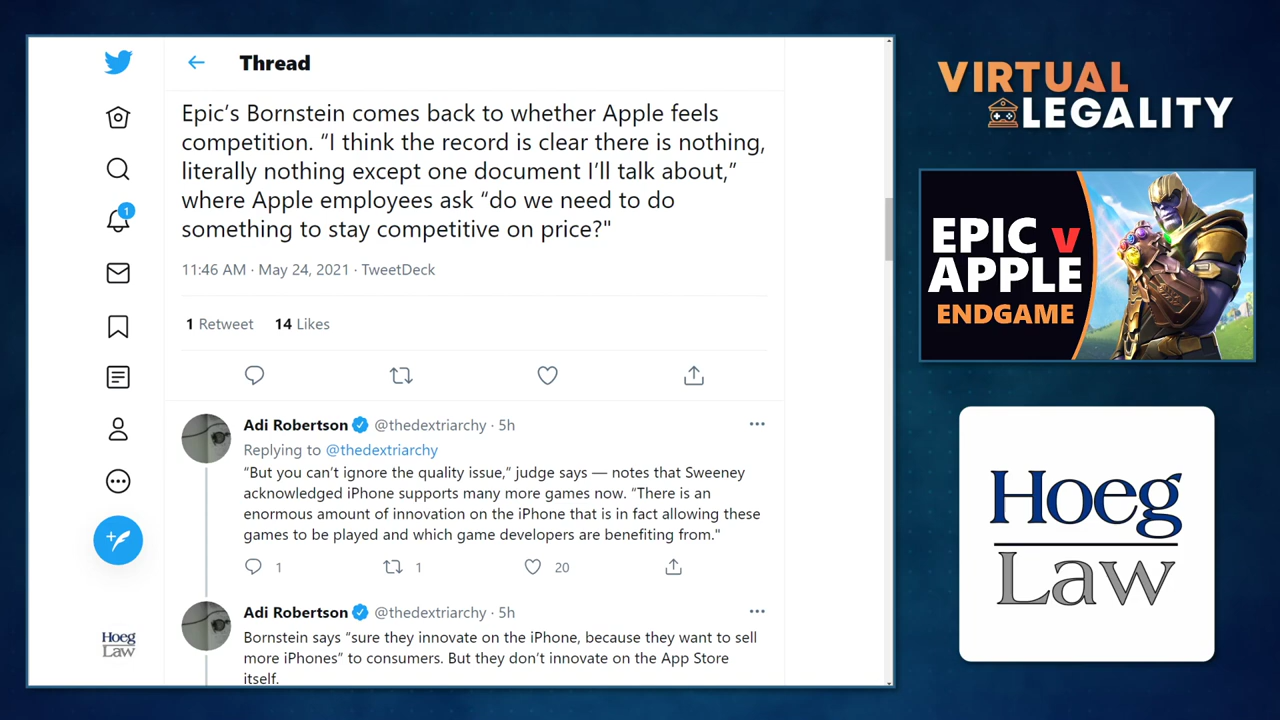 Thread
Epic’s Bornstein comes back to whether Apple feels
competition. “I think the record is clear there is nothing,
literally nothing except one document I’ll talk about,”
where Apple employees ask “do we need to do
something to stay competitive on price?"
11:46 AM · May 24, 2021 · TweetDeck
1 Retweet 14 Likes
Adi Robertson @thedextriarchy · 5h
Replying to @thedextriarchy
“But you can’t ignore the quality issue,” judge says — notes that Sweeney
acknowledged iPhone supports many more games now. “There is an
enormous amount of innovation on the iPhone that is in fact allowing these
games to be played and which game developers are benefiting from."
1 1 20
Adi Robertson @thedextriarchy · 5h
Bornstein says “sure they innovate on the iPhone, because they want to sell
more iPhones” to consumers. But they don’t innovate on the App Store
itself.
1
Hoeg
Law
VIRTUAL
LEGALITY
EPIC v
APPLE
ENDGAME
Hoeg
Law